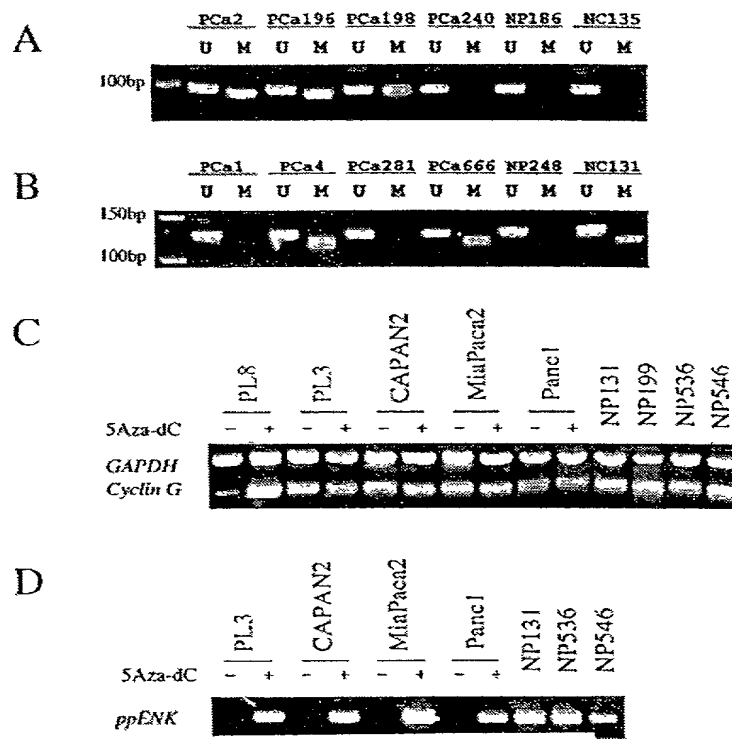 A
PCa2 PCa196 PCa198 PCa240 NP186 NC135
U M U M U M U M U M U M
100bp
B
PCa1 PCa4 PCa281 PCa666 NP248 NC131
U M U M U M U M U M U M
150bp
100bp
C
PL8 PL3 CAPAN2 MiaPaca2 Panc1 NP131 NP199 NP536 NP546
5Aza-dC - + - + - + - + - +
GAPDH
Cyclin G
D
PL3 CAPAN2 MiaPaca2 Panc1 NP131 NP536 NP546
5Aza-dC - + - + - + - +
ppENK